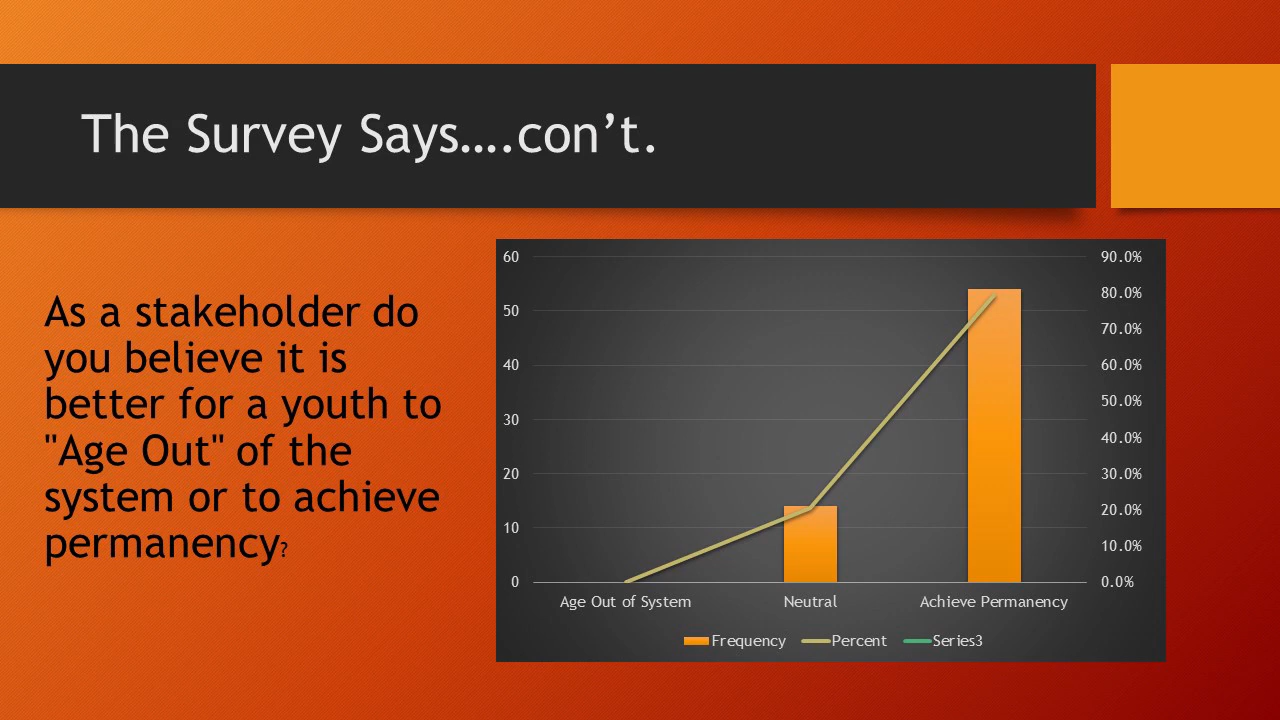 The Survey Says….con’t.
As a stakeholder do
you believe it is
better for a youth to
"Age Out" of the
system or to achieve
permanency?
60 90.0%
80.0%
50 70.0%
40 60.0%
50.0%
30 40.0%
20 30.0%
20.0%
10 10.0%
0 0.0%
Age Out of System Neutral Achieve Permanency
Frequency Percent Series3